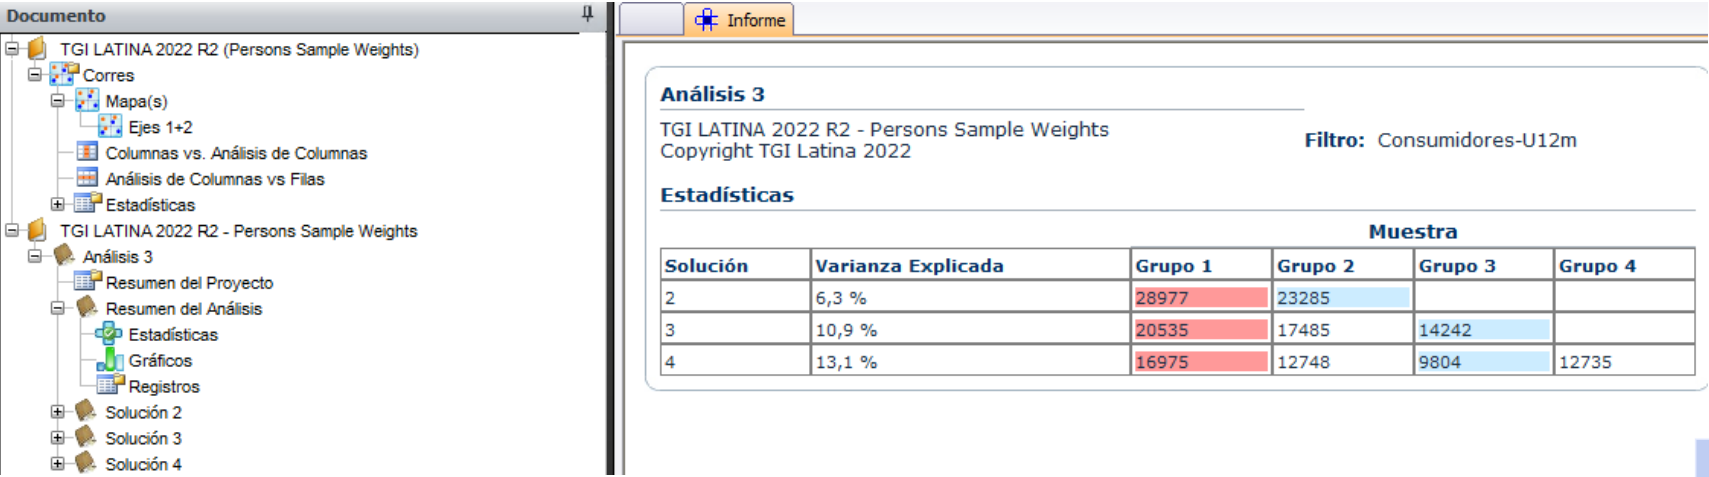 Documento
TGI LATINA 2022 R2 (Persons Sample Weights)
Corres
Mapa(s)
Ejes 1+2
Columnas vs. Análisis de Columnas
Análisis de Columnas vs Filas
Estadísticas
TGI LATINA 2022 R2 - Persons Sample Weights
Análisis 3
Resumen del Proyecto
Resumen del Análisis
Estadísticas
Gráficos
Registros
Solución 2
Solución 3
Solución 4
Informe
Análisis 3
TGI LATINA 2022 R2 - Persons Sample Weights
Copyright TGI Latina 2022
Filtro: Consumidores-U12m
Estadísticas
Muestra
Solución Varianza Explicada Grupo 1 Grupo 2 Grupo 3 Grupo 4
2 6,3 % 28977 23285
3 10,9 % 20535 17485 14242
4 13,1 % 16975 12748 9804 12735